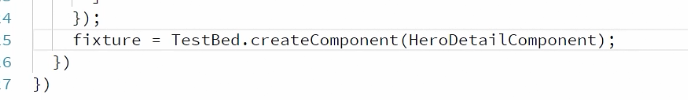 4 });
5 fixture = TestBed.createComponent(HeroDetailComponent);
6 })
7 })